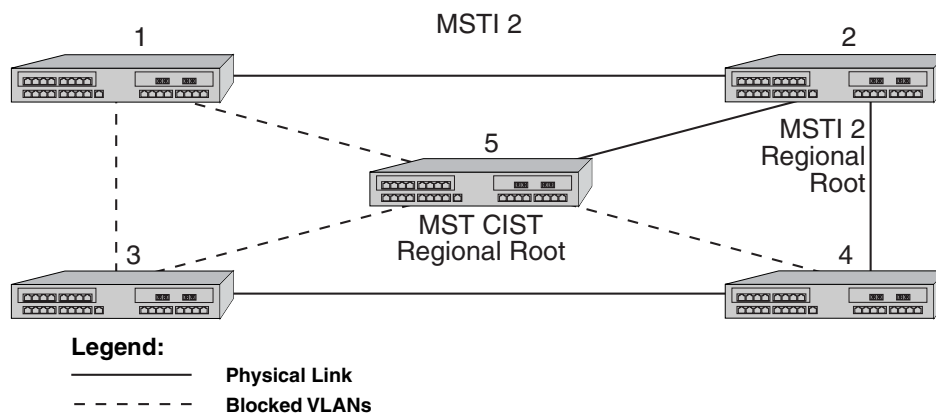 MSTI 2
1
2
5
MSTI 2
Regional
Root
MST CIST
Regional Root
3
4
Legend:
Physical Link
Blocked VLANs